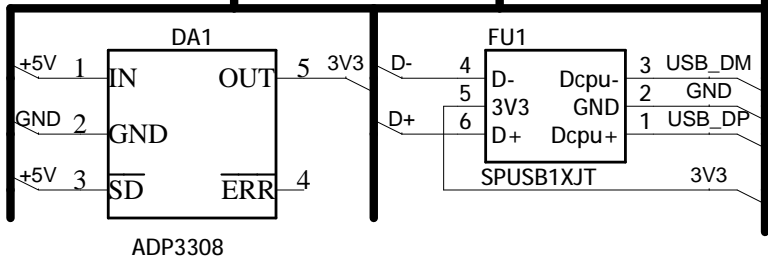 DA1
FU1
+5V 1 IN OUT 5 3V3
D- 4 D- Dcpu- 3 USB_DM
5 3V3 GND 2 GND
GND 2 GND
D+ 6 D+ Dcpu+ 1 USB_DP
+5V 3 SD ERR 4
SPUSB1XJT 3V3
ADP3308